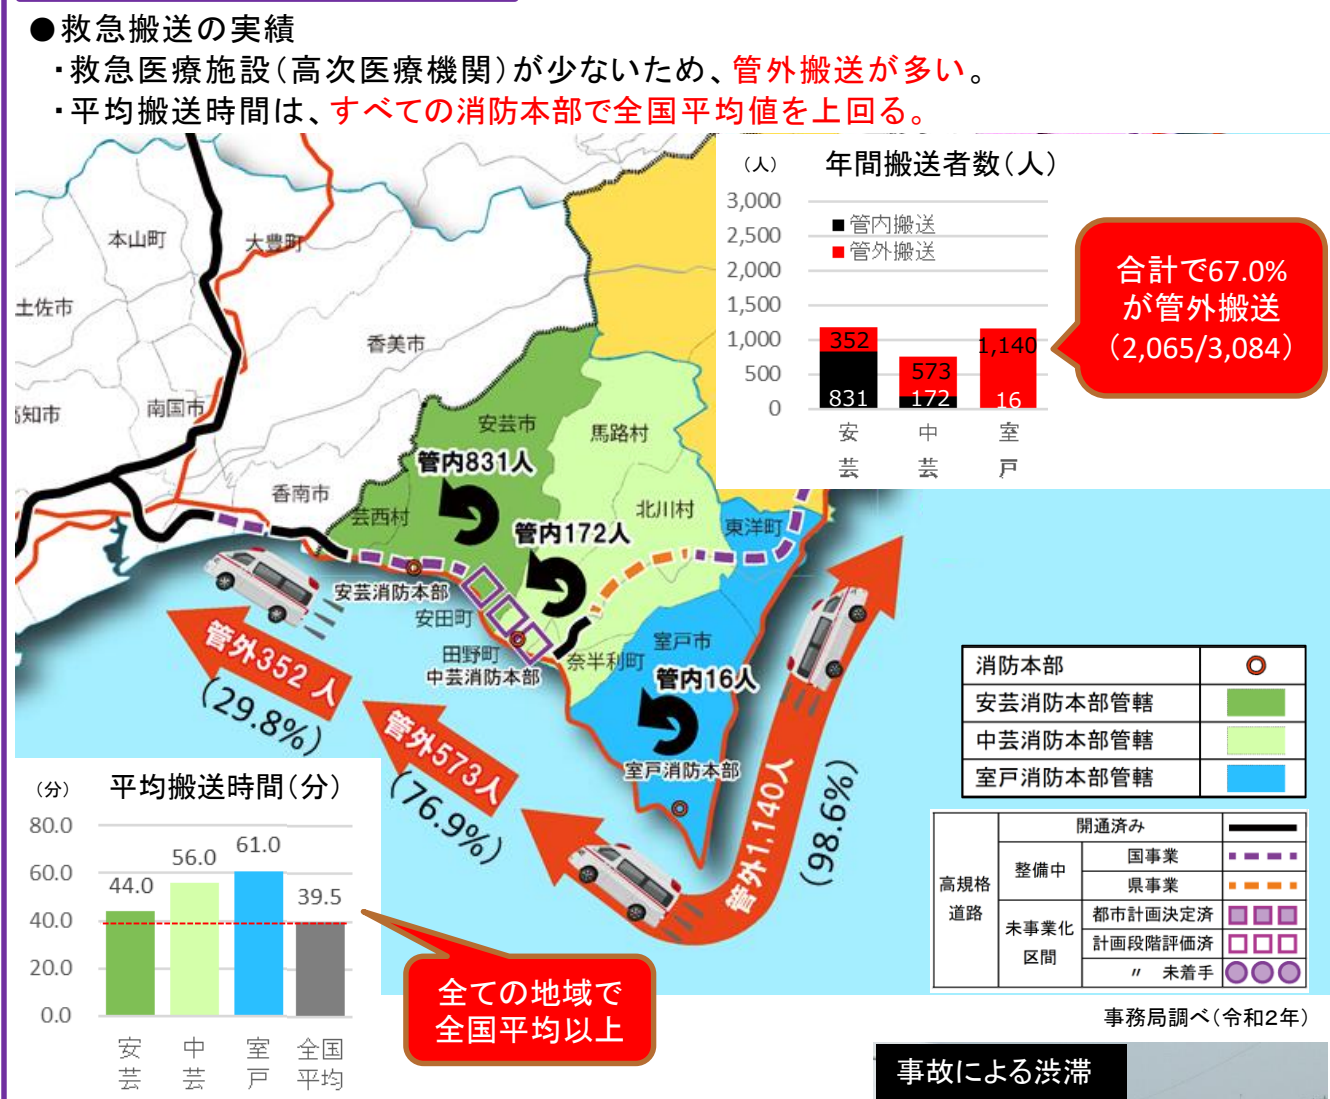 ●救急搬送の実績
・救急医療施設(高次医療機関)が少ないため、管外搬送が多い。
・平均搬送時間は、すべての消防本部で全国平均値を上回る。
(人) 年間搬送者数(人)
3,000
2,500
2,000
1,500
1,000
500
0
■管内搬送
■管外搬送
352
831
573
172
1,140
16
安芸
中芸
室戸
合計で67.0%
が管外搬送
(2,065/3,084)
本山町
大豊町
土佐市
香美市
南国市
香南市
安芸市
馬路村
管内831人
芸西村
北川村
東洋町
管内172人
安芸消防本部
安田町
田野町
中芸消防本部
奈半利町
室戸市
管内16人
室戸消防本部
管外352 人
(29.8%)
管外573人
(76.9%)
管外1,140人
(98.6%)
消防本部
安芸消防本部管轄
中芸消防本部管轄
室戸消防本部管轄
高規格
道路
開通済み
整備中
国事業
県事業
未事業化
区間
都市計画決定済
計画段階評価済
〃 未着手
(分) 平均搬送時間(分)
80.0
60.0
40.0
20.0
0.0
44.0
56.0
61.0
39.5
安芸
中芸
室戸
全国
平均
全ての地域で
全国平均以上
事務局調べ(令和2年)
事故による渋滞